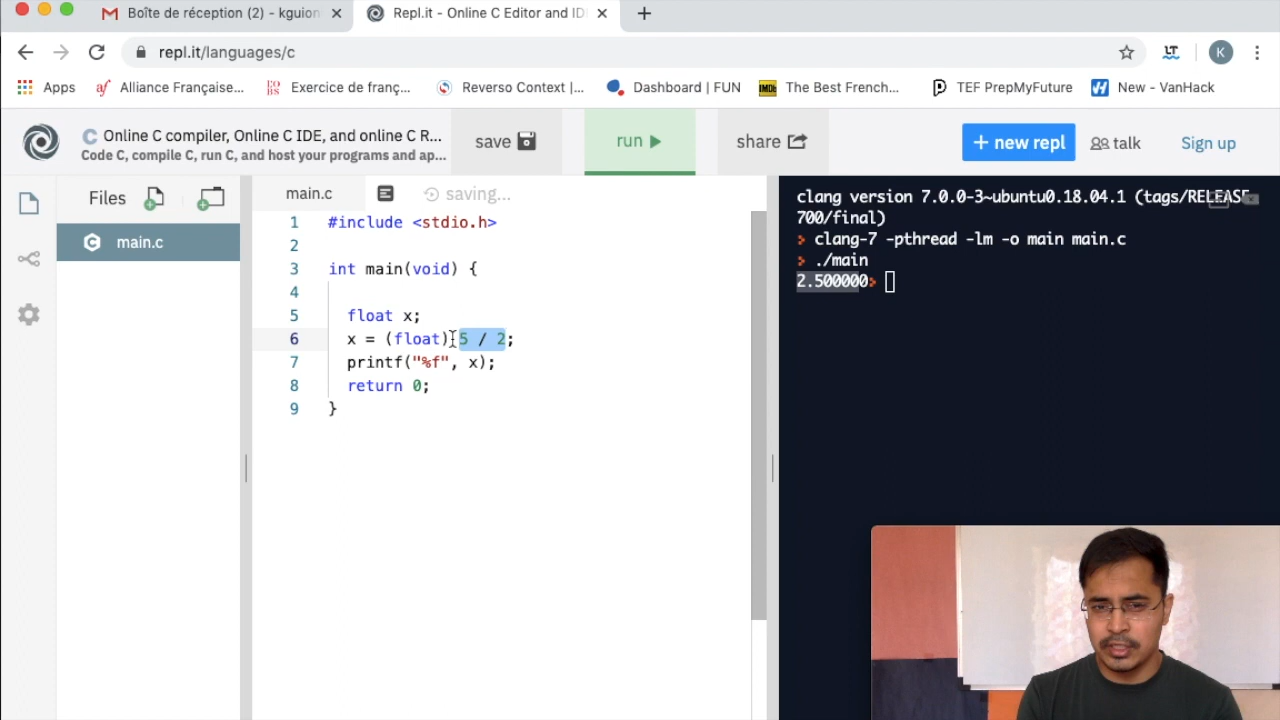 Boîte de réception (2) - kguion
Repl.it - Online C Editor and IDE
repl.it/languages/c
K
Apps
Alliance Française...
Exercice de franç...
Reverso Context |...
Dashboard | FUN
IMDb
The Best French...
TEF PrepMyFuture
New - VanHack
C Online C compiler, Online C IDE, and online C R...
Code C, compile C, run C, and host your programs and ap...
save
run
share
+ new repl
talk
Sign up
Files
main.c
main.c
saving...
1 #include <stdio.h>
2
3 int main(void) {
4
5 float x;
6 x = (float) 5 / 2;
7 printf("%f", x);
8 return 0;
9 }
clang version 7.0.0-3~ubuntu0.18.04.1 (tags/RELEASE_
700/final)
> clang-7 -pthread -lm -o main main.c
> ./main
2.500000>